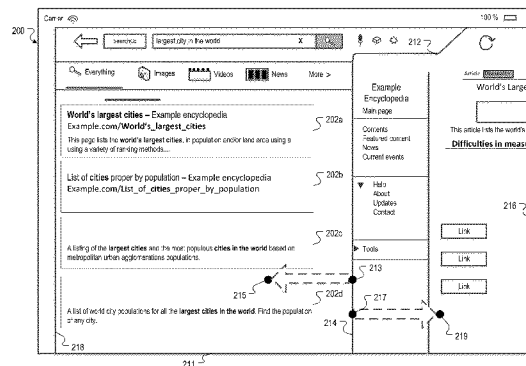 Carrier 100 %
200
Search(x) largest city in the world X 212
Everything Images Videos News More >
World's largest cities – Example encyclopedia
Example.com/World's_largest_cities 202a
This page lists the world's largest cities, in population and/or land area using a
using a variety of ranking methods....
List of cities proper by population – Example encyclopedia 202b
Example.com/List_of_cities_proper_by_population
202c
A listing of the largest cities and the most populous cities in the world based on
metropolitan urban agglomerations populations.
213
215 202d 217
A list of world city populations for all the largest cities in the world. Find the population
of any city. 214 219
218
211
Example
Encyclopedia
Main page
Contents
Featured content
News
Current events
Help
About
Updates
Contact
Tools
Article
World's Large
This article lists the world's
Difficulties in measu
216
Link
Link
Link